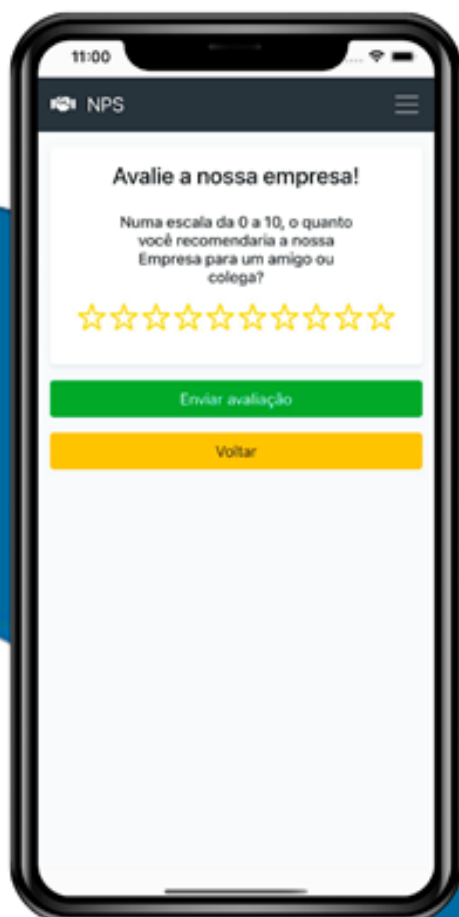 11:00
NPS
Avalie a nossa empresa!
Numa escala da 0 a 10, o quanto
você recomendaria a nossa
Empresa para um amigo ou
colega?
Enviar avaliação
Voltar